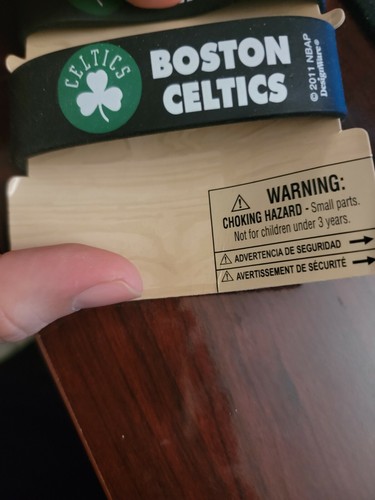 CELTICS
BOSTON
CELTICS
© 2011 NBAP
DesignWare®
WARNING:
CHOKING HAZARD - Small parts.
Not for children under 3 years.
ADVERTENCIA DE SEGURIDAD
AVERTISSEMENT DE SÉCURITÉ